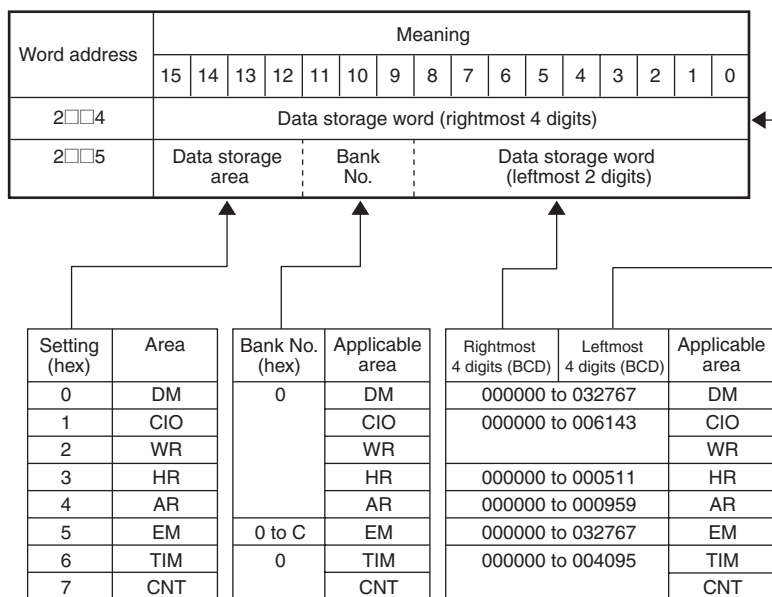 Word address Meaning
15 14 13 12 11 10 9 8 7 6 5 4 3 2 1 0
2□□4 Data storage word (rightmost 4 digits)
2□□5 Data storage area Bank No. Data storage word (leftmost 2 digits)
Setting (hex) Area
0 DM
1 CIO
2 WR
3 HR
4 AR
5 EM
6 TIM
7 CNT
Bank No. (hex) Applicable area
0 DM
CIO
WR
HR
AR
0 to C EM
0 TIM
CNT
Rightmost 4 digits (BCD) Leftmost 4 digits (BCD) Applicable area
000000 to 032767 DM
000000 to 006143 CIO
WR
000000 to 000511 HR
000000 to 000959 AR
000000 to 032767 EM
000000 to 004095 TIM
CNT